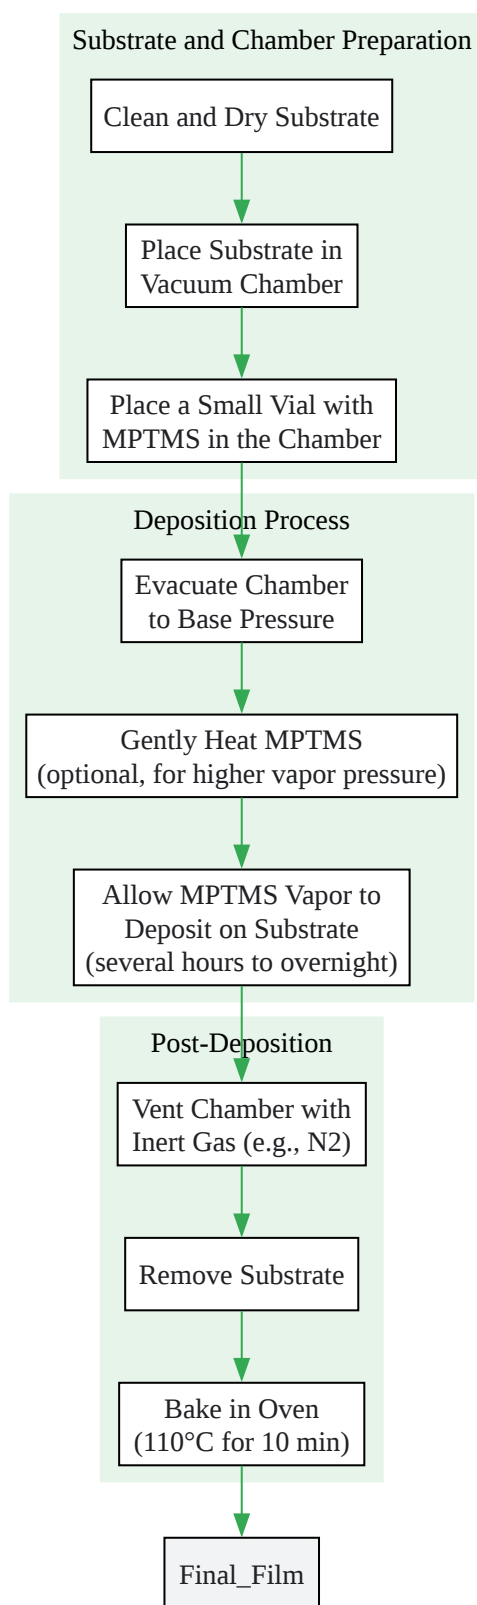 Substrate and Chamber Preparation
Clean and Dry Substrate
Place Substrate in
Vacuum Chamber
Place a Small Vial with
MPTMS in the Chamber
Deposition Process
Evacuate Chamber
to Base Pressure
Gently Heat MPTMS
(optional, for higher vapor pressure)
Allow MPTMS Vapor to
Deposit on Substrate
(several hours to overnight)
Post-Deposition
Vent Chamber with
Inert Gas (e.g., N2)
Remove Substrate
Bake in Oven
(110°C for 10 min)
Final_Film